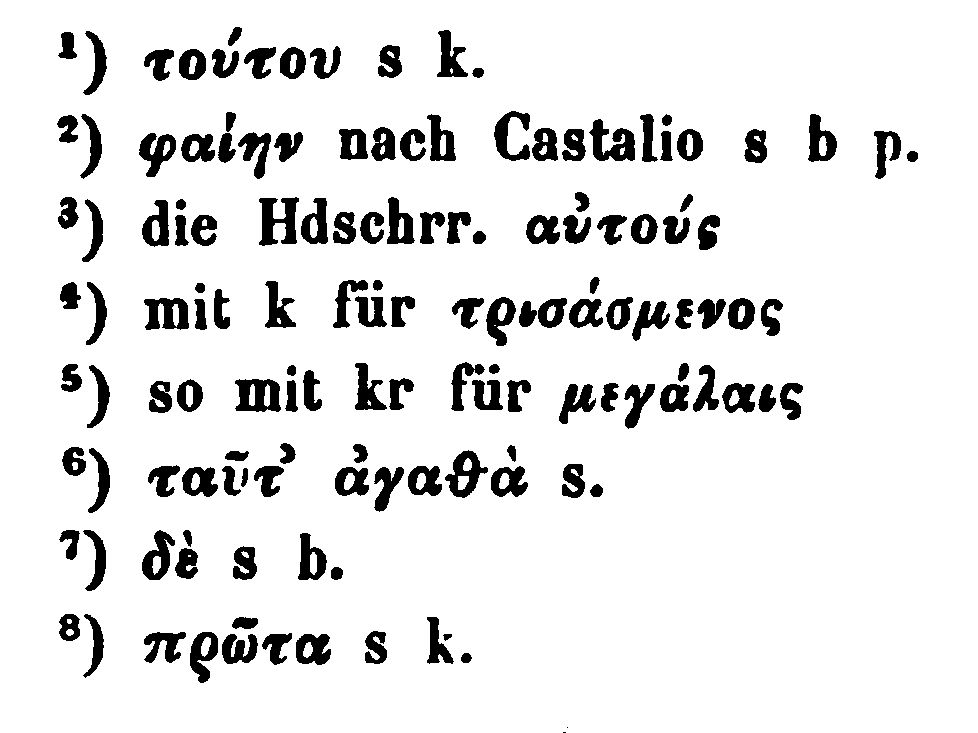 ¹) τούτου s k.
²) φαίην nach Castalio s b p.
³) die Hdschrr. αὐτούς
⁴) mit k für τρισάσμενος
⁵) so mit kr für μεγάλαις
⁶) ταῦτ᾽ ἀγαθὰ s.
⁷) δὲ s b.
⁸) πρῶτα s k.